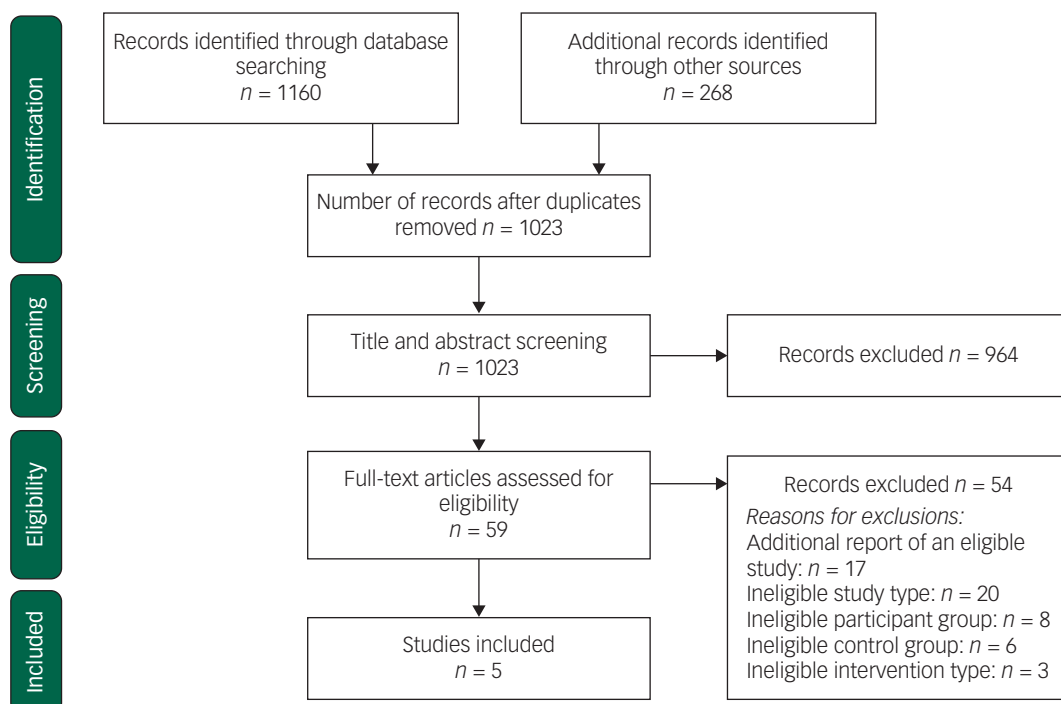 Identification
Records identified through database
searching
n = 1160
Additional records identified
through other sources
n = 268
Number of records after duplicates
removed n = 1023
Screening
Title and abstract screening
n = 1023
Records excluded n = 964
Eligibility
Full-text articles assessed for
eligibility
n = 59
Records excluded n = 54
Reasons for exclusions:
Additional report of an eligible
study: n = 17
Ineligible study type: n = 20
Ineligible participant group: n = 8
Ineligible control group: n = 6
Ineligible intervention type: n = 3
Included
Studies included
n = 5